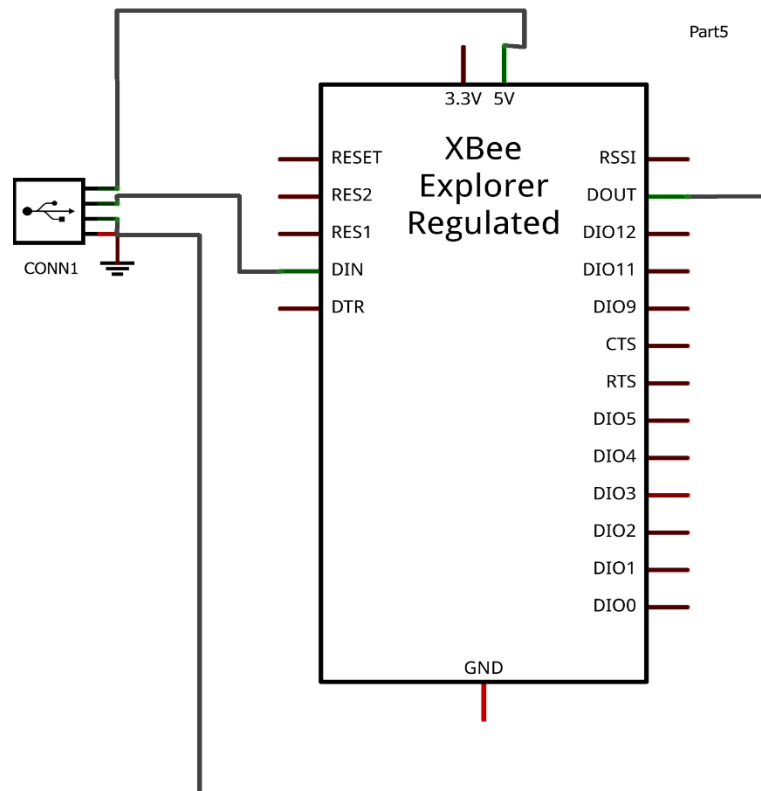 Part5
3.3V 5V
XBee
Explorer
Regulated
RESET
RES2
RES1
DIN
DTR
RSSI
DOUT
DIO12
DIO11
DIO9
CTS
RTS
DIO5
DIO4
DIO3
DIO2
DIO1
DIO0
GND
CONN1